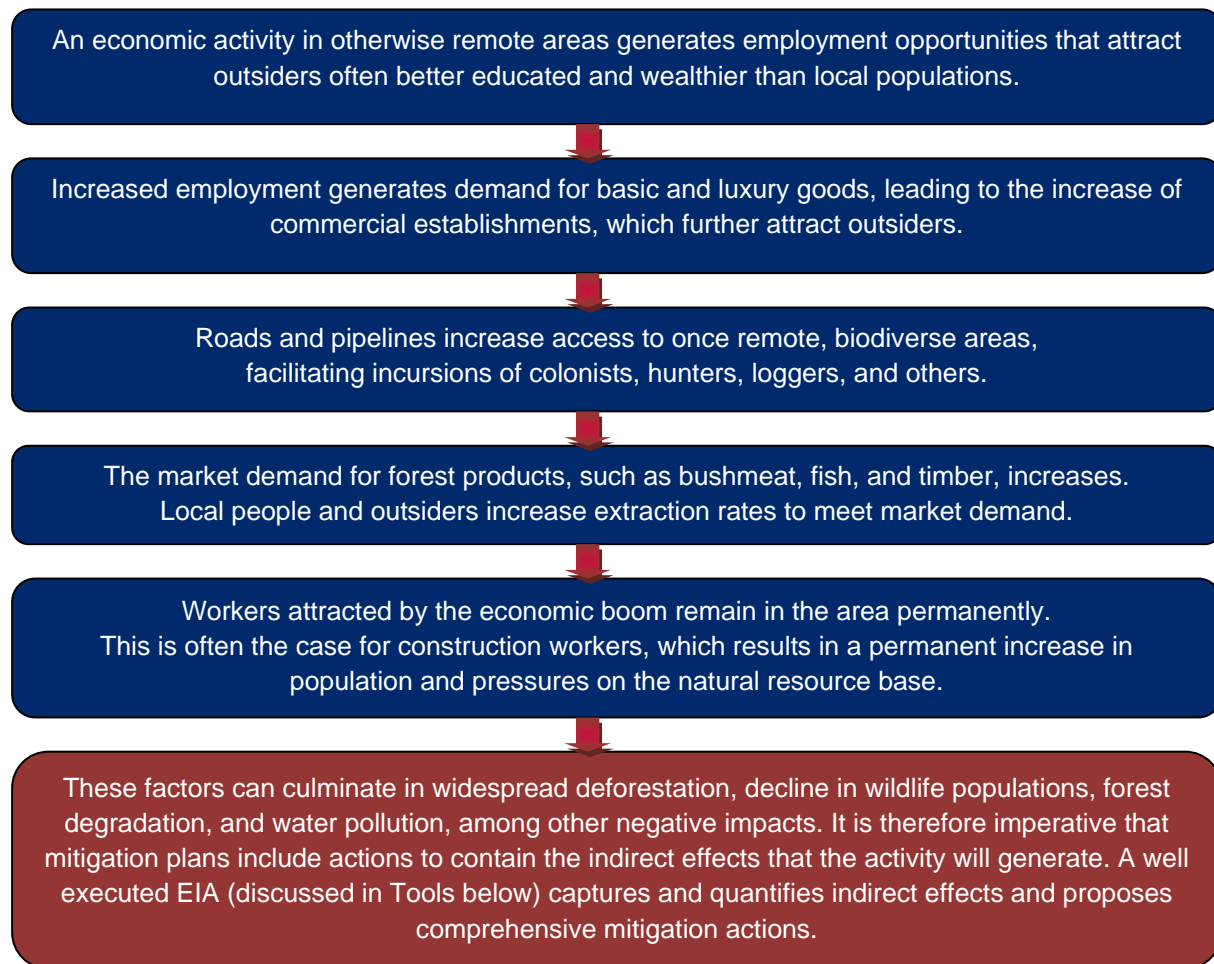 An economic activity in otherwise remote areas generates employment opportunities that attract
outsiders often better educated and wealthier than local populations.
Increased employment generates demand for basic and luxury goods, leading to the increase of
commercial establishments, which further attract outsiders.
Roads and pipelines increase access to once remote, biodiverse areas,
facilitating incursions of colonists, hunters, loggers, and others.
The market demand for forest products, such as bushmeat, fish, and timber, increases.
Local people and outsiders increase extraction rates to meet market demand.
Workers attracted by the economic boom remain in the area permanently.
This is often the case for construction workers, which results in a permanent increase in
population and pressures on the natural resource base.
These factors can culminate in widespread deforestation, decline in wildlife populations, forest
degradation, and water pollution, among other negative impacts. It is therefore imperative that
mitigation plans include actions to contain the indirect effects that the activity will generate. A well
executed EIA (discussed in Tools below) captures and quantifies indirect effects and proposes
comprehensive mitigation actions.